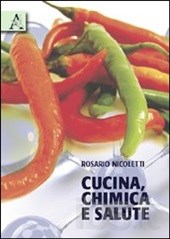 A
ROSARIO NICOLETTI
CUCINA,
CHIMICA
E SALUTE